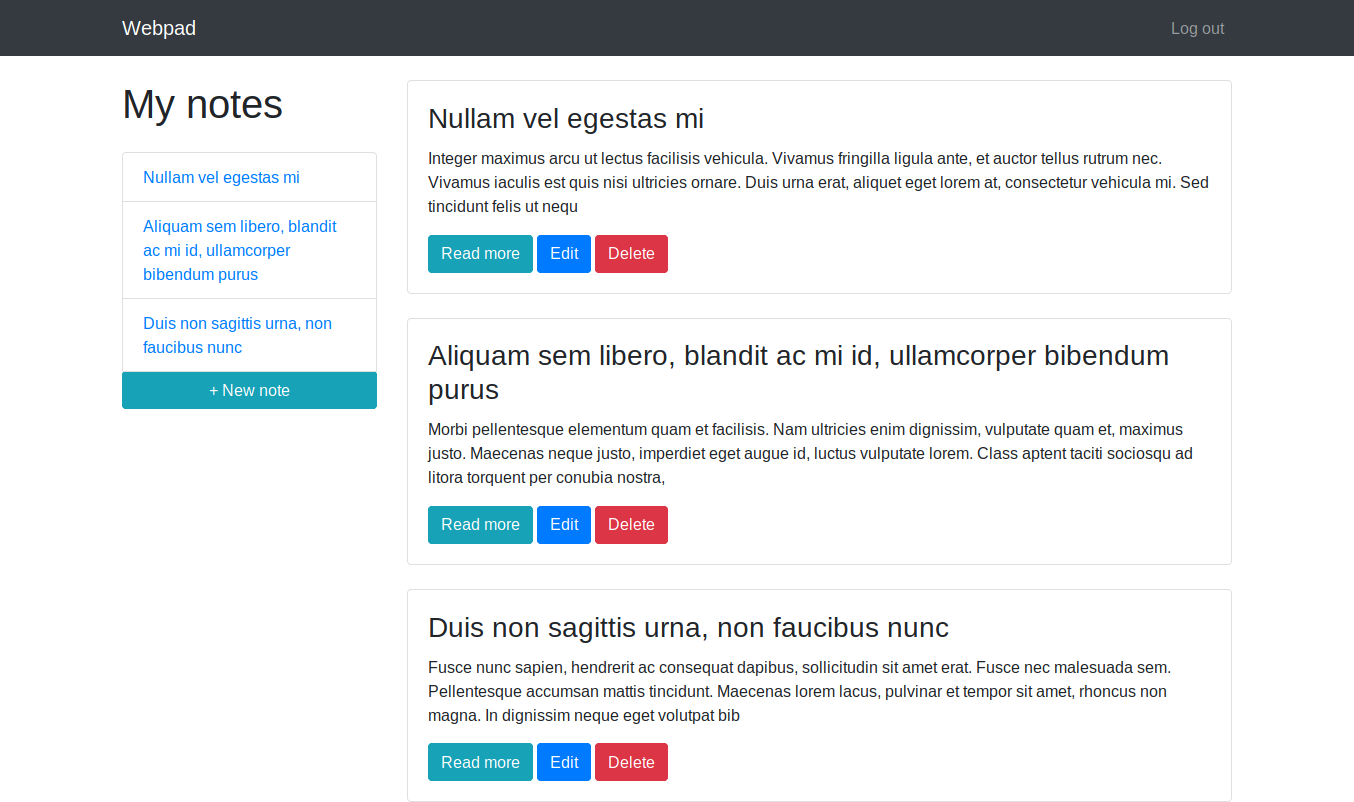 Webpad
Log out
My notes
Nullam vel egestas mi
Aliquam sem libero, blandit
ac mi id, ullamcorper
bibendum purus
Duis non sagittis urna, non
faucibus nunc
+ New note
Nullam vel egestas mi
Integer maximus arcu ut lectus facilisis vehicula. Vivamus fringilla ligula ante, et auctor tellus rutrum nec.
Vivamus iaculis est quis nisi ultricies ornare. Duis urna erat, aliquet eget lorem at, consectetur vehicula mi. Sed
tincidunt felis ut nequ
Read more Edit Delete
Aliquam sem libero, blandit ac mi id, ullamcorper bibendum
purus
Morbi pellentesque elementum quam et facilisis. Nam ultricies enim dignissim, vulputate quam et, maximus
justo. Maecenas neque justo, imperdiet eget augue id, luctus vulputate lorem. Class aptent taciti sociosqu ad
litora torquent per conubia nostra,
Read more Edit Delete
Duis non sagittis urna, non faucibus nunc
Fusce nunc sapien, hendrerit ac consequat dapibus, sollicitudin sit amet erat. Fusce nec malesuada sem.
Pellentesque accumsan mattis tincidunt. Maecenas lorem lacus, pulvinar et tempor sit amet, rhoncus non
magna. In dignissim neque eget volutpat bib
Read more Edit Delete